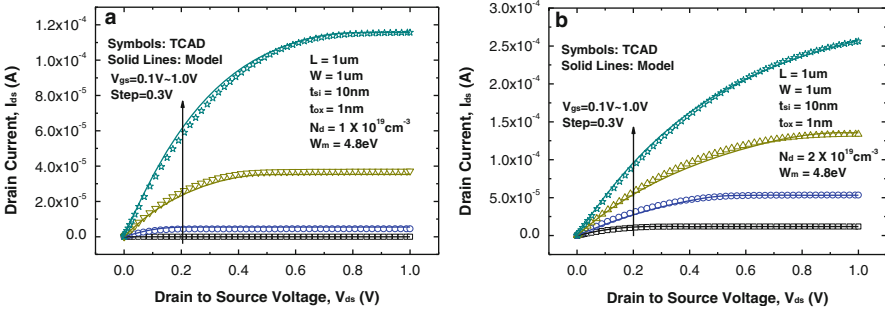 a
1.2x10-4
1.0x10-4
8.0x10-5
6.0x10-5
4.0x10-5
2.0x10-5
0.0
Drain Current, Ids (A)
Symbols: TCAD
Solid Lines: Model
Vgs=0.1V~1.0V
Step=0.3V
L = 1um
W = 1um
tsi = 10nm
tox = 1nm
Nd = 1 X 10^19cm-3
Wm = 4.8eV
0.0 0.2 0.4 0.6 0.8 1.0
Drain to Source Voltage, Vds (V)
b
2.5x10-4
2.0x10-4
1.5x10-4
1.0x10-4
5.0x10-5
0.0
Drain Current, Ids (A)
Symbols: TCAD
Solid Lines: Model
Vgs=0.1V~1.0V
Step=0.3V
L = 1um
W = 1um
tsi = 10nm
tox = 1nm
Nd = 2 X 10^19cm-3
Wm = 4.8eV
0.0 0.2 0.4 0.6 0.8 1.0
Drain to Source Voltage, Vds (V)